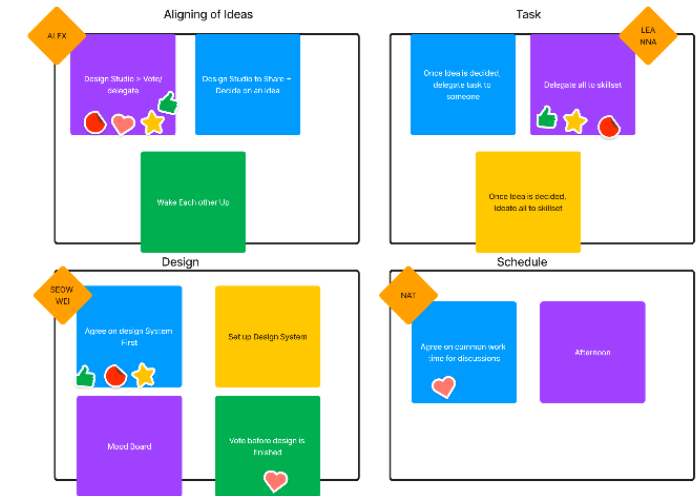 Aligning of Ideas
ALEX
Design Studio > Vote/
delegate
Design Studio to Share +
Decide on an Idea
Wake Each other Up
Task
LEA
NNA
Once Idea is decided,
delegate task to
someone
Delegate all to skillset
Once Idea is decided,
Ideate all to skillset
Design
SEOW
WEI
Agree on design System
First
Set up Design System
Mood Board
Vote before design is
finished
Schedule
NAT
Agree on common work
time for discussions
Afternoon